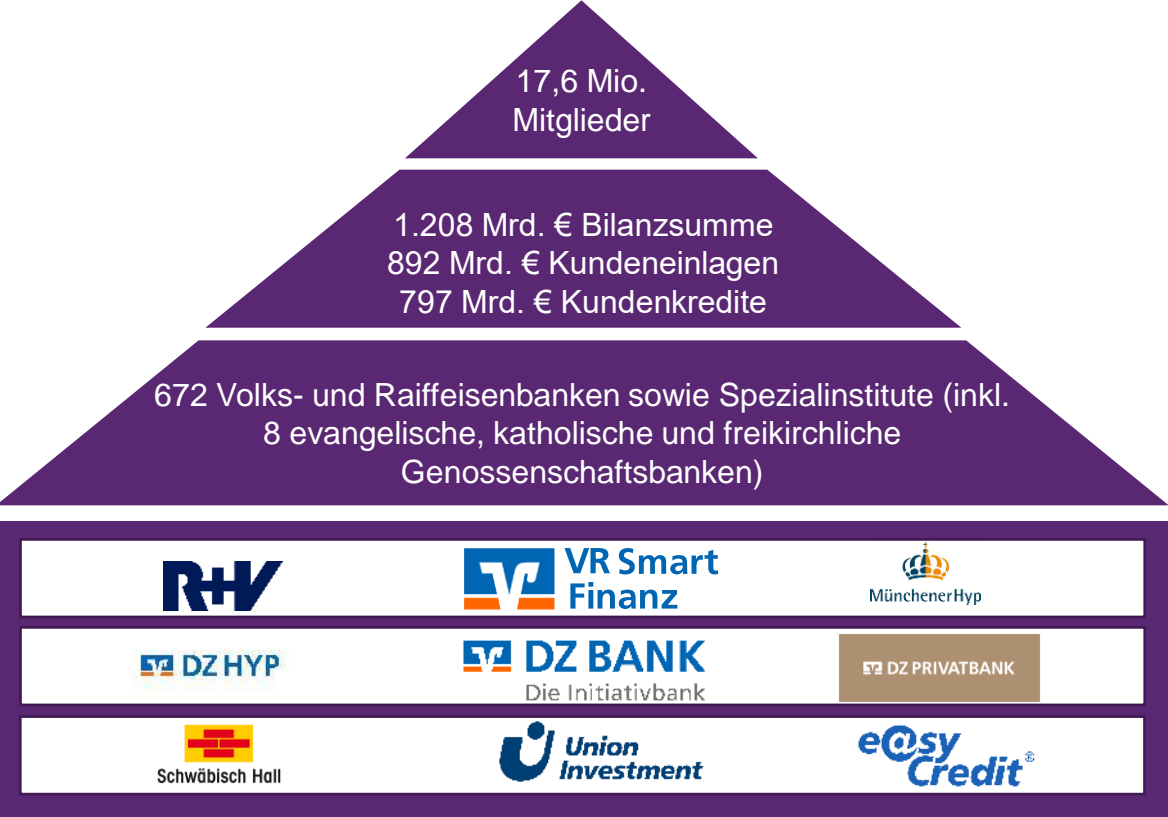 17,6 Mio.
Mitglieder
1.208 Mrd. € Bilanzsumme
892 Mrd. € Kundeneinlagen
797 Mrd. € Kundenkredite
672 Volks- und Raiffeisenbanken sowie Spezialinstitute (inkl.
8 evangelische, katholische und freikirchliche
Genossenschaftsbanken)
R+V
VR Smart
Finanz
MünchenerHyp
DZ HYP
DZ BANK
Die Initiativbank
DZ PRIVATBANK
Schwäbisch Hall
Union
Investment
e@sy
Credit®